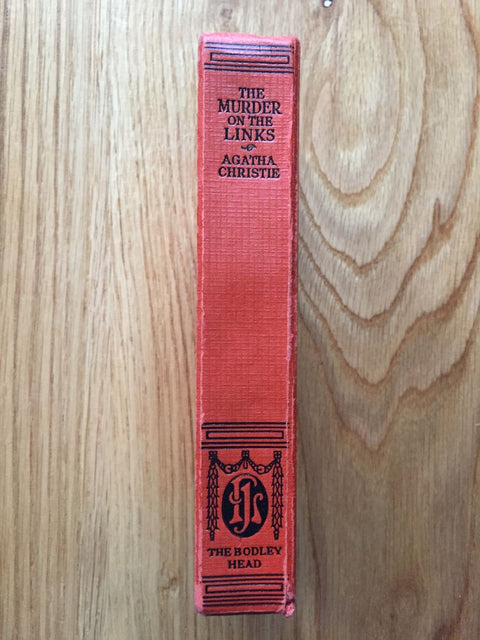 THE
MURDER
ON THE
LINKS
AGATHA
CHRISTIE
THE BODLEY
HEAD